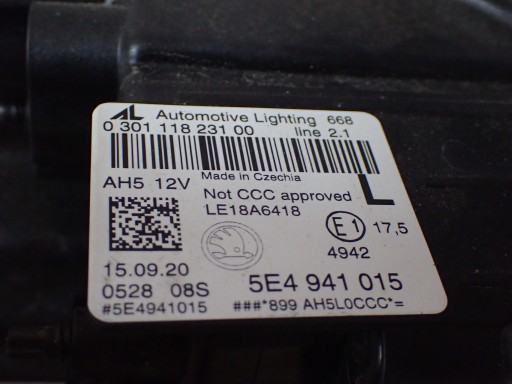 AL Automotive Lighting 668
0 301 118 231 00 line 2.1
Made in Czechia
AH5 12V Not CCC approved L
LE18A6418
E1 17,5
4942
15.09.20 5E4 941 015
0528 08S
#5E4941015 ###*899 AH5L0CCC*=